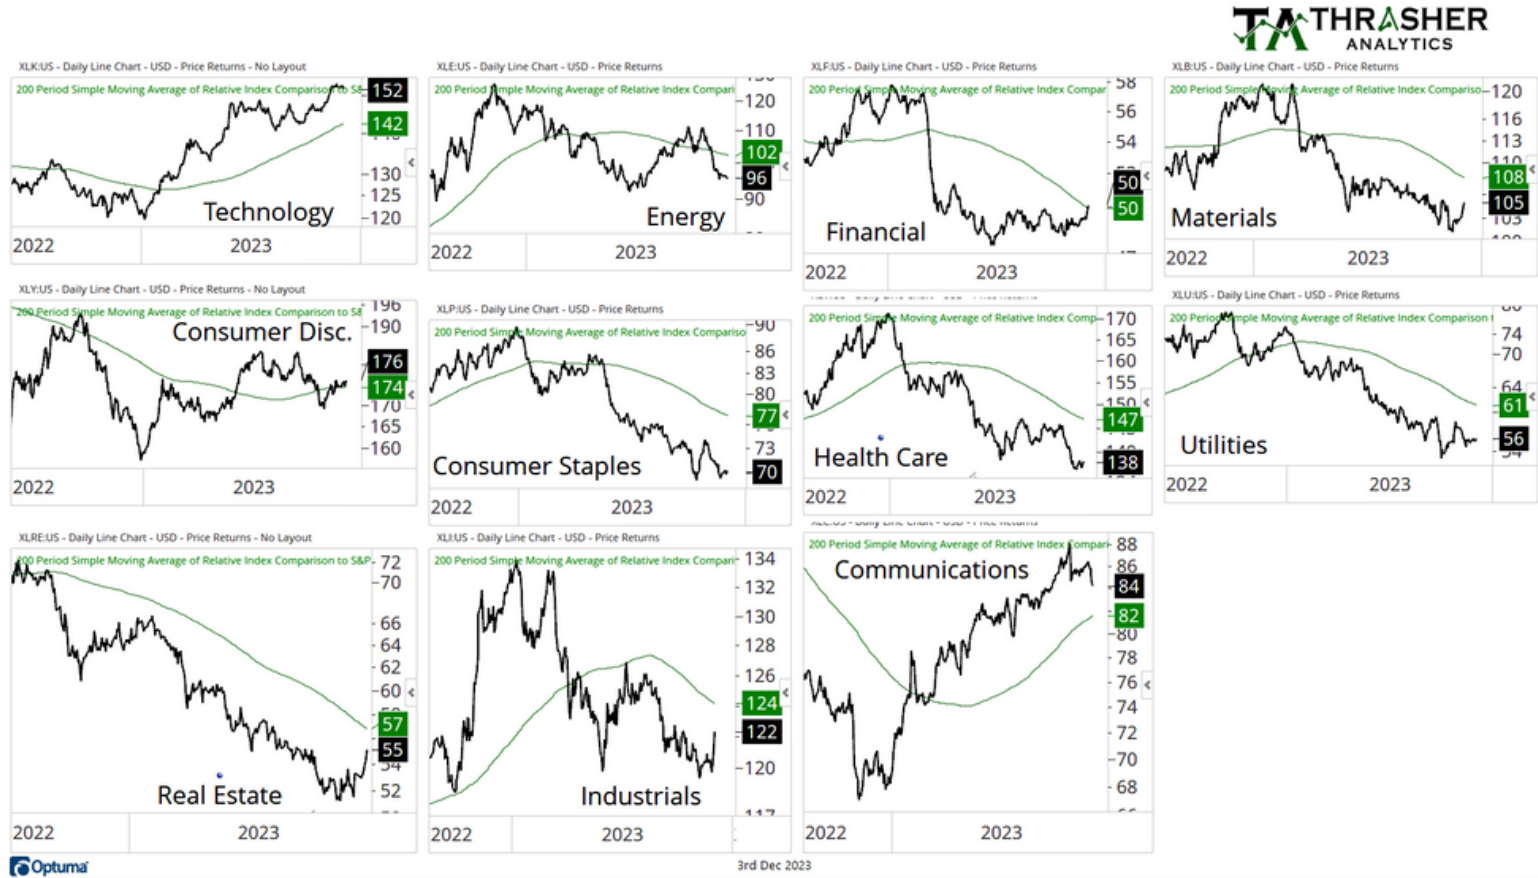 THRASHER
ANALYTICS
XLK:US - Daily Line Chart - USD - Price Returns - No Layout
200 Period Simple Moving Average of Relative Index Comparison to S&
152
142
130
125
120
Technology
2022
2023
XLE:US - Daily Line Chart - USD - Price Returns
200 Period Simple Moving Average of Relative Index Compari
120
110
102
96
90
Energy
2022
2023
XLF:US - Daily Line Chart - USD - Price Returns
200 Period Simple Moving Average of Relative Index Compar
58
56
54
50
50
Financial
2022
2023
XLB:US - Daily Line Chart - USD - Price Returns
200 Period Simple Moving Average of Relative Index Compariso
120
116
113
110
108
105
Materials
2022
2023
XLY:US - Daily Line Chart - USD - Price Returns - No Layout
200 Period Simple Moving Average of Relative Index Comparison to S&
Consumer Disc.
196
190
176
174
170
160
2022
2023
XLP:US - Daily Line Chart - USD - Price Returns
200 Period Simple Moving Average of Relative Index Compariso
90
86
83
80
77
73
70
Consumer Staples
2022
2023
200 Period Simple Moving Average of Relative Index Comp
170
165
160
155
150
147
138
Health Care
2022
2023
XLU:US - Daily Line Chart - USD - Price Returns
200 Period Simple Moving Average of Relative Index Comparison t
74
70
64
61
56
Utilities
2022
2023
XLRE:US - Daily Line Chart - USD - Price Returns - No Layout
200 Period Simple Moving Average of Relative Index Comparison to S&P
72
70
66
64
62
60
57
55
54
52
Real Estate
2022
2023
XLI:US - Daily Line Chart - USD - Price Returns
200 Period Simple Moving Average of Relative Index Compari
134
132
130
128
126
124
122
120
Industrials
2022
2023
200 Period Simple Moving Average of Relative Index Compari
Communications
88
86
84
82
80
78
76
74
72
70
68
2022
2023
Optuma
3rd Dec 2023